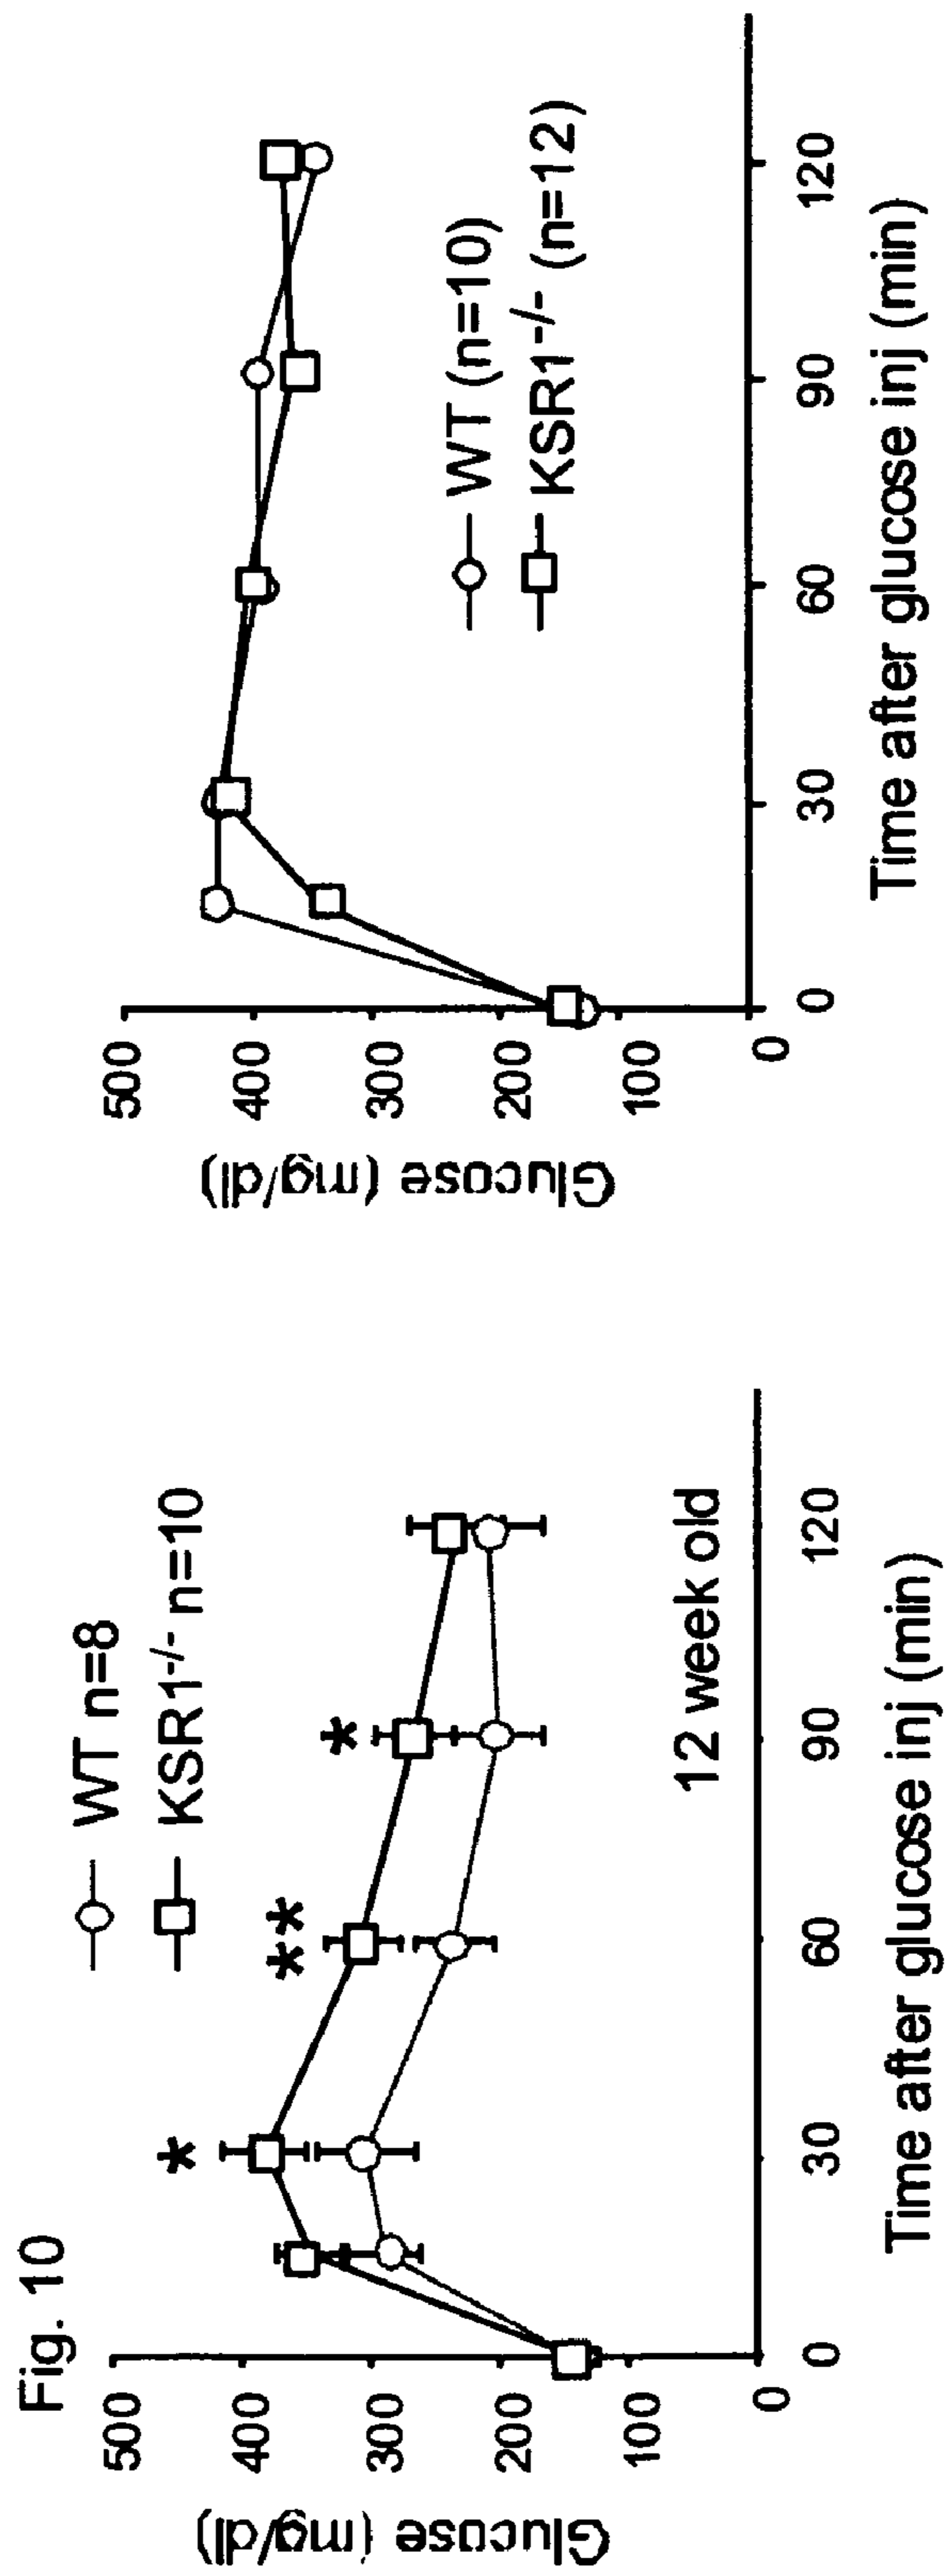 Fig. 10
WT n=8
KSR1-/- n=10
Glucose (mg/dl)
500
400
300
200
100
0
*
**
*
12 week old
0 30 60 90 120
Time after glucose inj (min)
Glucose (mg/dl)
500
400
300
200
100
0
WT (n=10)
KSR1-/- (n=12)
0 30 60 90 120
Time after glucose inj (min)